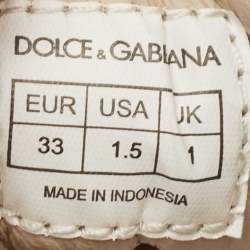 DOLCE & GABBANA
EUR USA UK
33 1.5 1
MADE IN INDONESIA